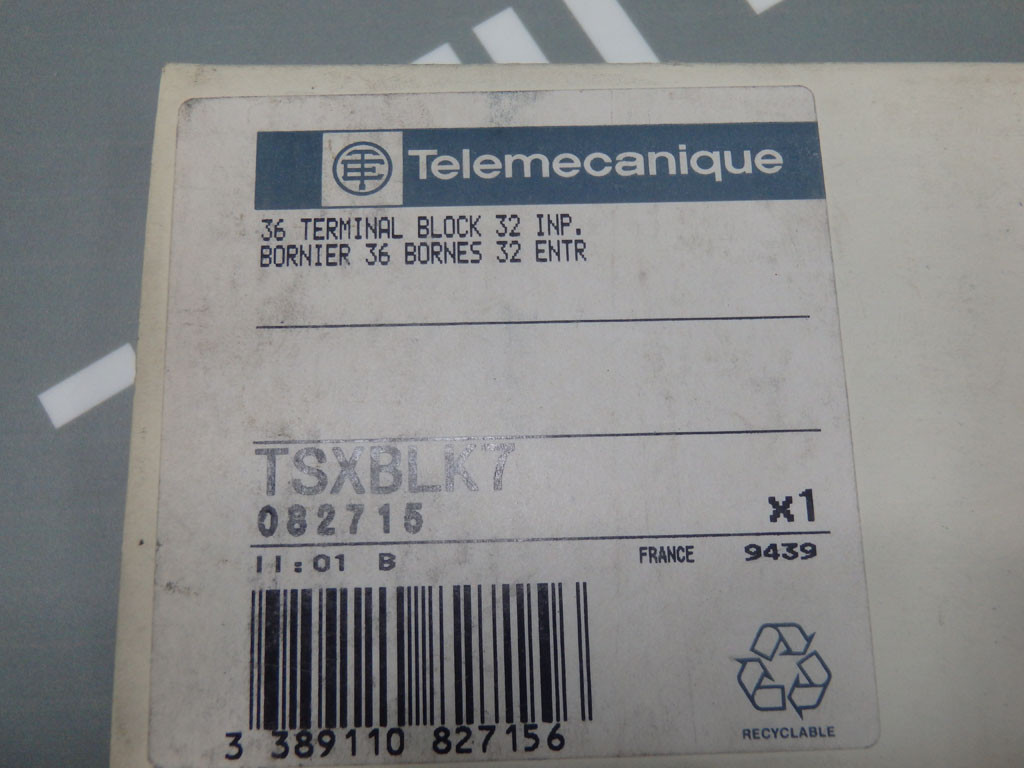 Telemecanique
36 TERMINAL BLOCK 32 INP.
BORNIER 36 BORNES 32 ENTR
TSXBLK7
082715
x1
II:01 B
FRANCE
9439
3 389110 827156
RECYCLABLE